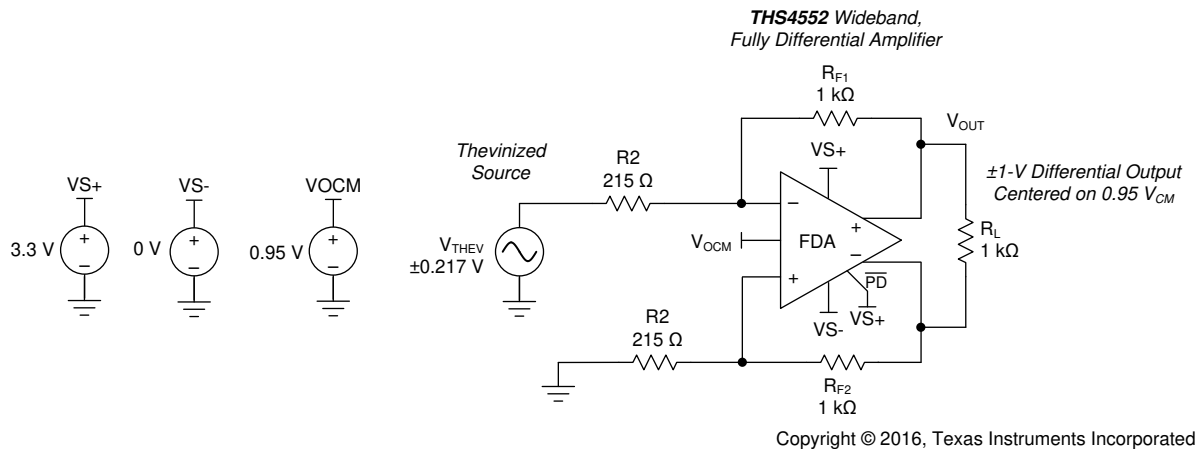 THS4552 Wideband,
Fully Differential Amplifier
RF1
1 kΩ
VOUT
Thevinized
Source
R2
215 Ω
VS+
±1-V Differential Output
Centered on 0.95 VCM
VS+
VS-
VOCM
3.3 V
0 V
0.95 V
+
−
+
−
+
−
VTHEV
±0.217 V
VOCM
−
FDA
+
+
−
PD
VS-
VS+
RL
1 kΩ
R2
215 Ω
RF2
1 kΩ
Copyright © 2016, Texas Instruments Incorporated